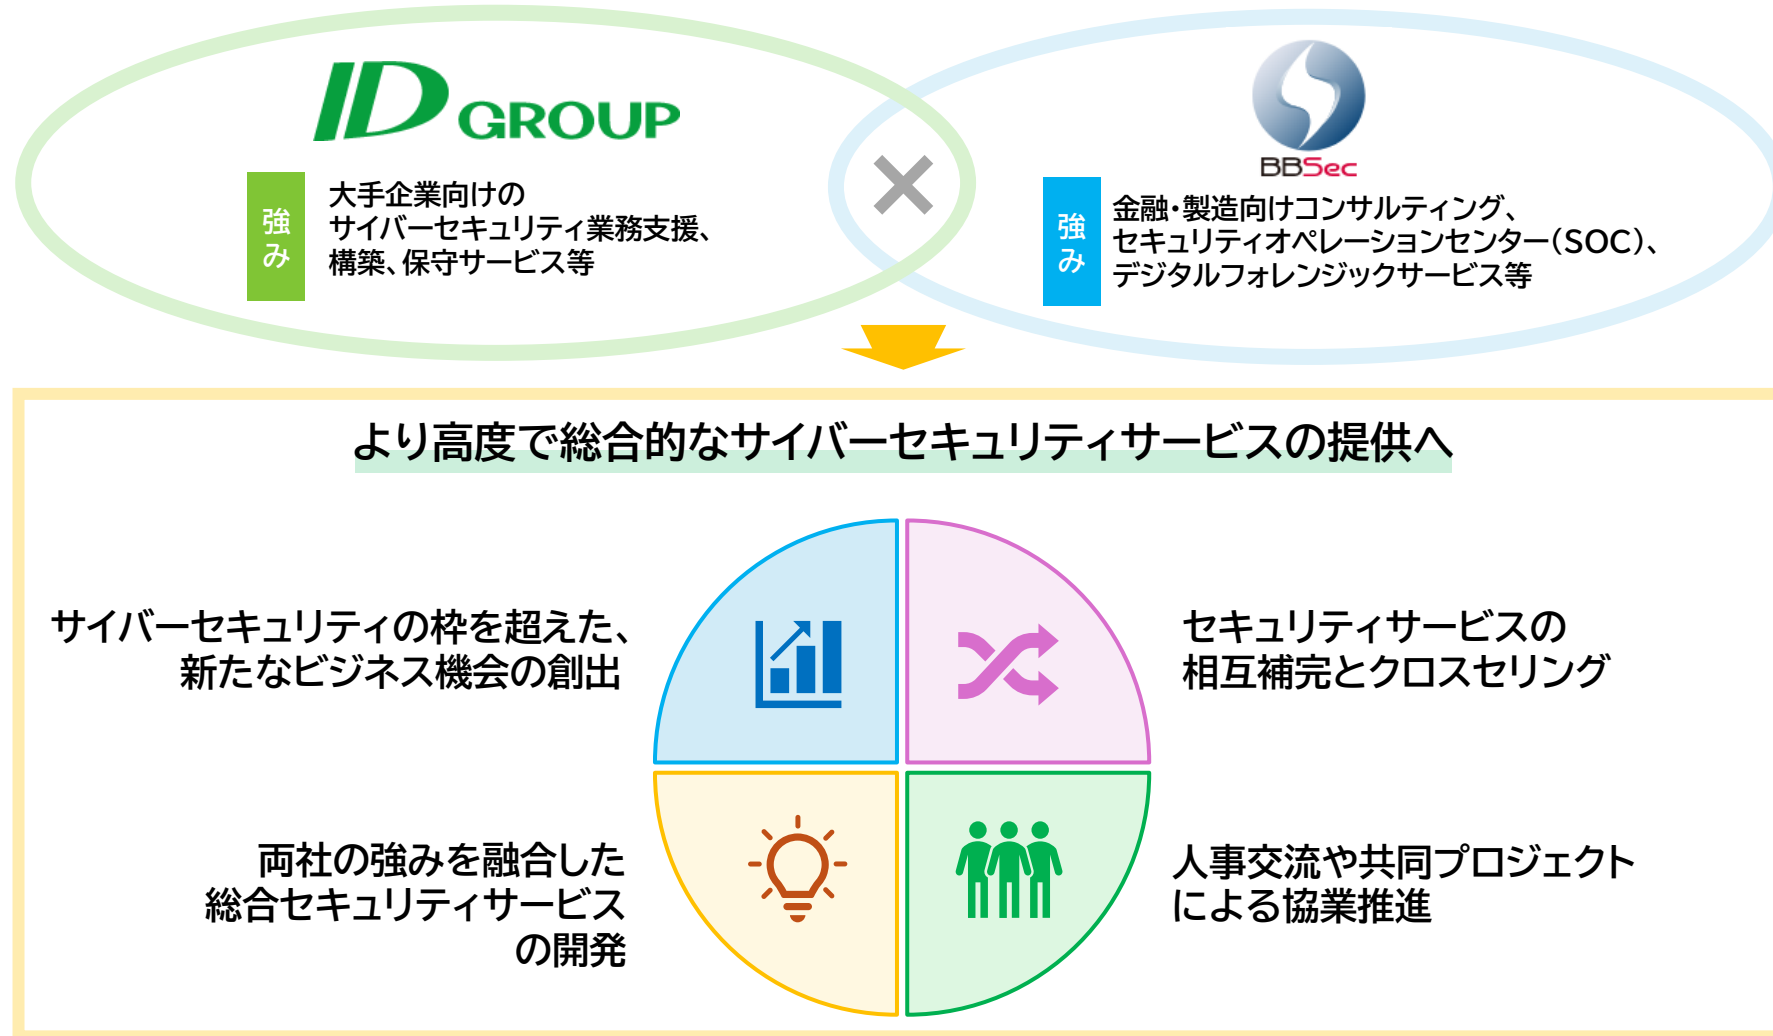 ID GROUP
強み
大手企業向けの
サイバーセキュリティ業務支援、
構築、保守サービス等
BBSec
強み
金融・製造向けコンサルティング、
セキュリティオペレーションセンター（SOC）、
デジタルフォレンジックサービス等
より高度で総合的なサイバーセキュリティサービスの提供へ
サイバーセキュリティの枠を超えた、
新たなビジネス機会の創出
セキュリティサービスの
相互補完とクロスセリング
両社の強みを融合した
総合セキュリティサービス
の開発
人事交流や共同プロジェクト
による協業推進